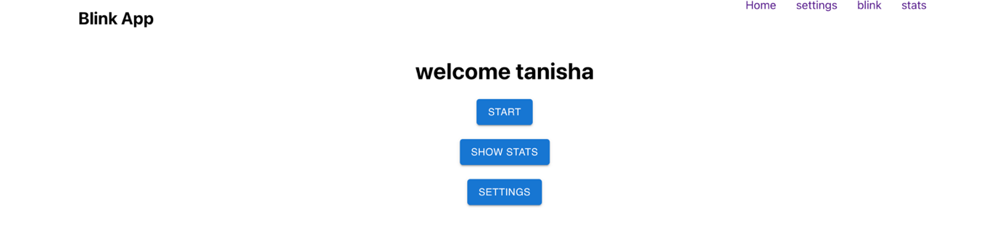 Home settings blink stats
Blink App
welcome tanisha
START
SHOW STATS
SETTINGS